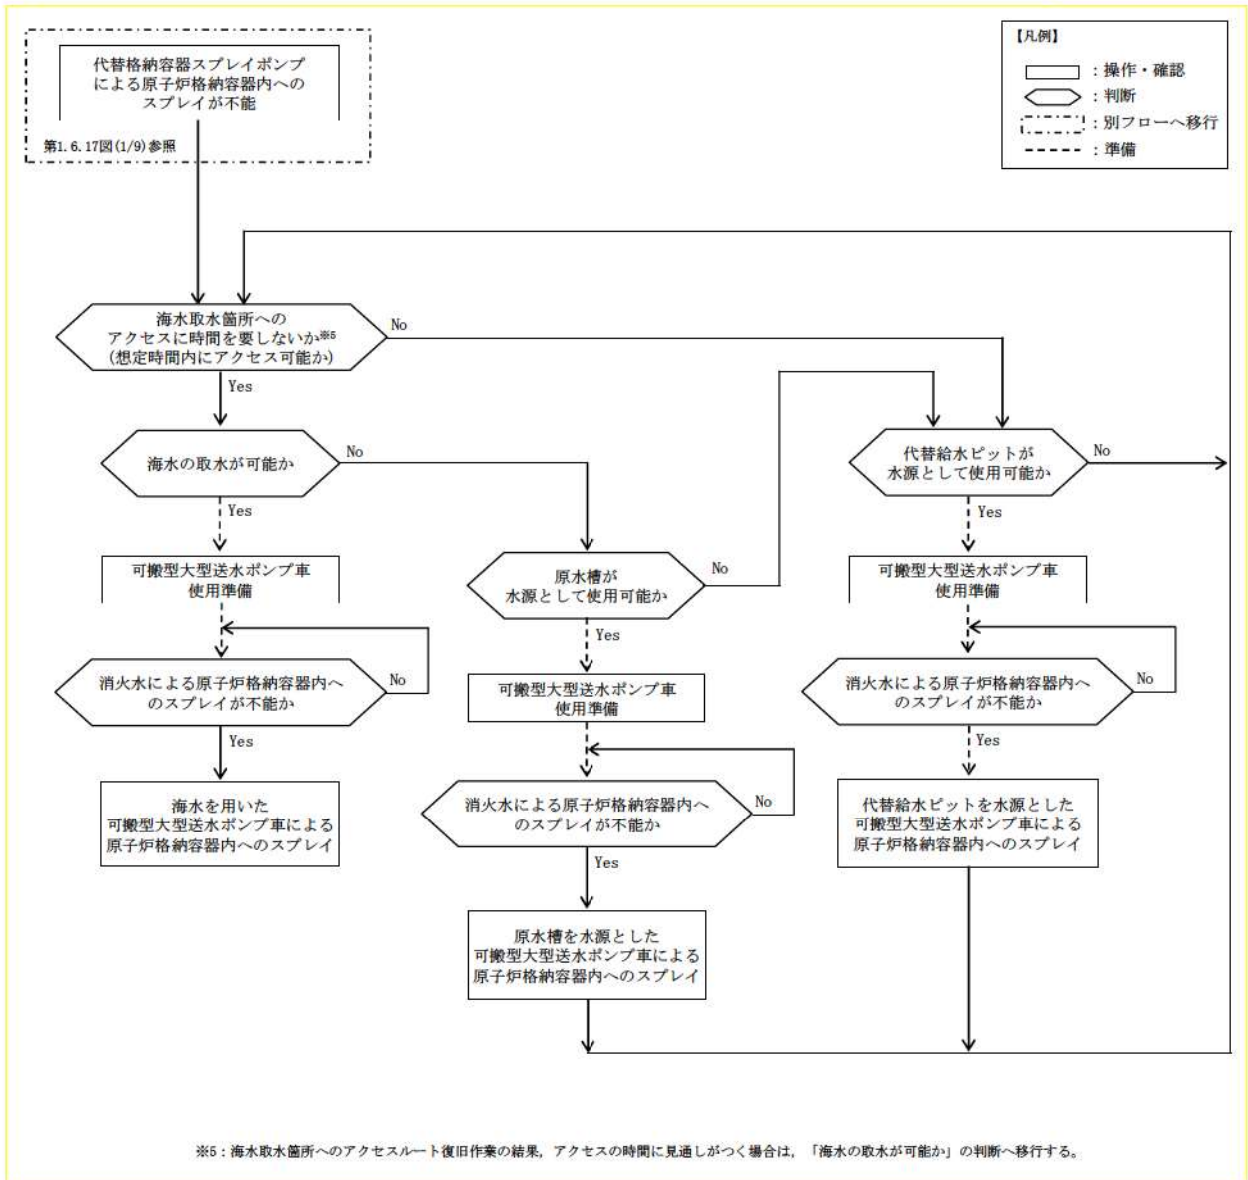 代替格納容器スプレイポンプ
による原子炉格納容器内への
スプレイが不能
第1.6.17図(1/9)参照
【凡例】
：操作・確認
：判断
：別フローへ移行
：準備
海水取水箇所への
アクセスに時間を要しないか※5
(想定時間内にアクセス可能か)
No
Yes
海水の取水が可能か
No
Yes
代替給水ピットが
水源として使用可能か
No
Yes
可搬型大型送水ポンプ車
使用準備
原水槽が
水源として使用可能か
No
Yes
可搬型大型送水ポンプ車
使用準備
消火水による原子炉格納容器内へ
のスプレイが不能か
No
Yes
可搬型大型送水ポンプ車
使用準備
消火水による原子炉格納容器内へ
のスプレイが不能か
No
Yes
海水を用いた
可搬型大型送水ポンプ車による
原子炉格納容器内へのスプレイ
消火水による原子炉格納容器内へ
のスプレイが不能か
No
Yes
代替給水ピットを水源とした
可搬型大型送水ポンプ車による
原子炉格納容器内へのスプレイ
原水槽を水源とした
可搬型大型送水ポンプ車による
原子炉格納容器内へのスプレイ
※5：海水取水箇所へのアクセスルート復旧作業の結果，アクセスの時間に見通しがつく場合は，「海水の取水が可能か」の判断へ移行する。